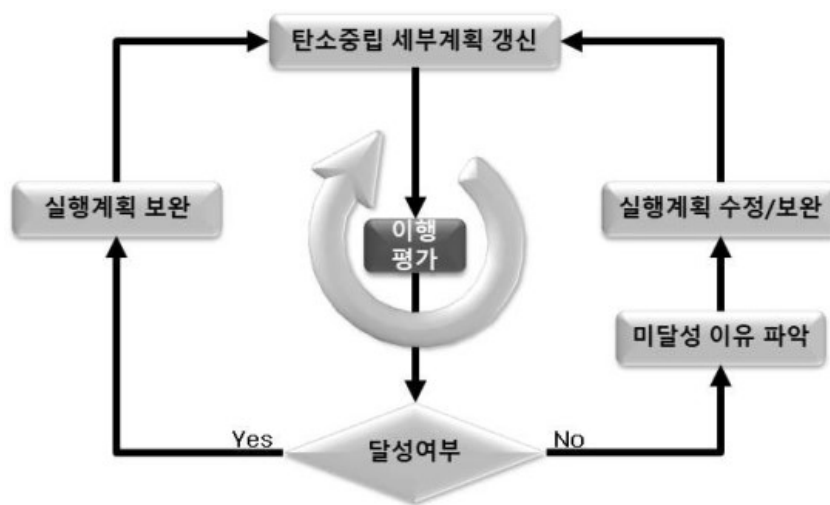 탄소중립 세부계획 갱신
실행계획 보완
이행
평가
실행계획 수정/보완
미달성 이유 파악
Yes
달성여부
No